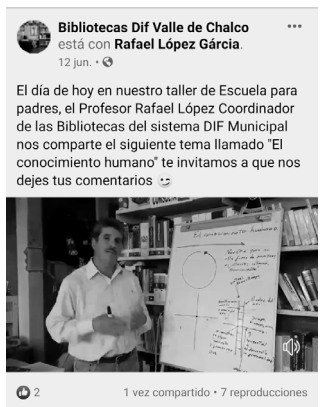 Bibliotecas Dif Valle de Chalco
está con Rafael López Gárcia.
12 jun. •
El día de hoy en nuestro taller de Escuela para
padres, el Profesor Rafael López Coordinador
de las Bibliotecas del sistema DIF Municipal
nos comparte el siguiente tema llamado "El
conocimiento humano" te invitamos a que nos
dejes tus comentarios
El conocimiento humano.
2
1 vez compartido • 7 reproducciones